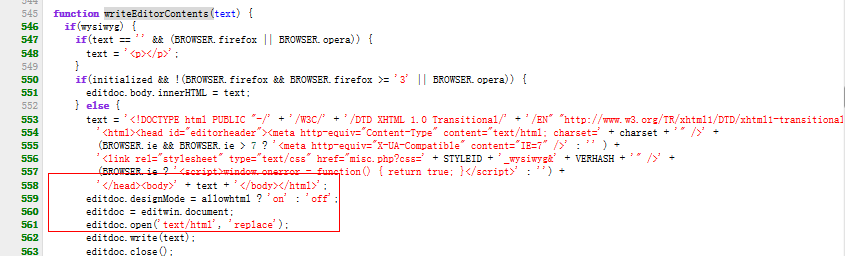 544
545 function writeEditorContents(text) {
546 if(wysiwyg) {
547 if(text == '' && (BROWSER.firefox || BROWSER.opera)) {
548 text = '<p></p>';
549 }
550 if(initialized && !(BROWSER.firefox && BROWSER.firefox >= '3' || BROWSER.opera)) {
551 editdoc.body.innerHTML = text;
552 } else {
553 text = '<!DOCTYPE html PUBLIC "-/' + '/W3C/' + '/DTD XHTML 1.0 Transitional/' + '/EN" "http://www.w3.org/TR/xhtml1/DTD/xhtml1-transitional
554 '<html><head id="editorheader"><meta http-equiv="Content-Type" content="text/html; charset=' + charset + '" />' +
555 (BROWSER.ie && BROWSER.ie > 7 ? '<meta http-equiv="X-UA-Compatible" content="IE=7" />' : '' ) +
556 '<link rel="stylesheet" type="text/css" href="misc.php?css=' + STYLEID + '_wysiwyg&' + VERHASH + '" />' +
557 (BROWSER.ie ? '<script>window.onerror = function() { return true; }</script>' : '') +
558 '</head><body>' + text + '</body></html>';
559 editdoc.designMode = allowhtml ? 'on' : 'off';
560 editdoc = editwin.document;
561 editdoc.open('text/html', 'replace');
562 editdoc.write(text);
563 editdoc.close();